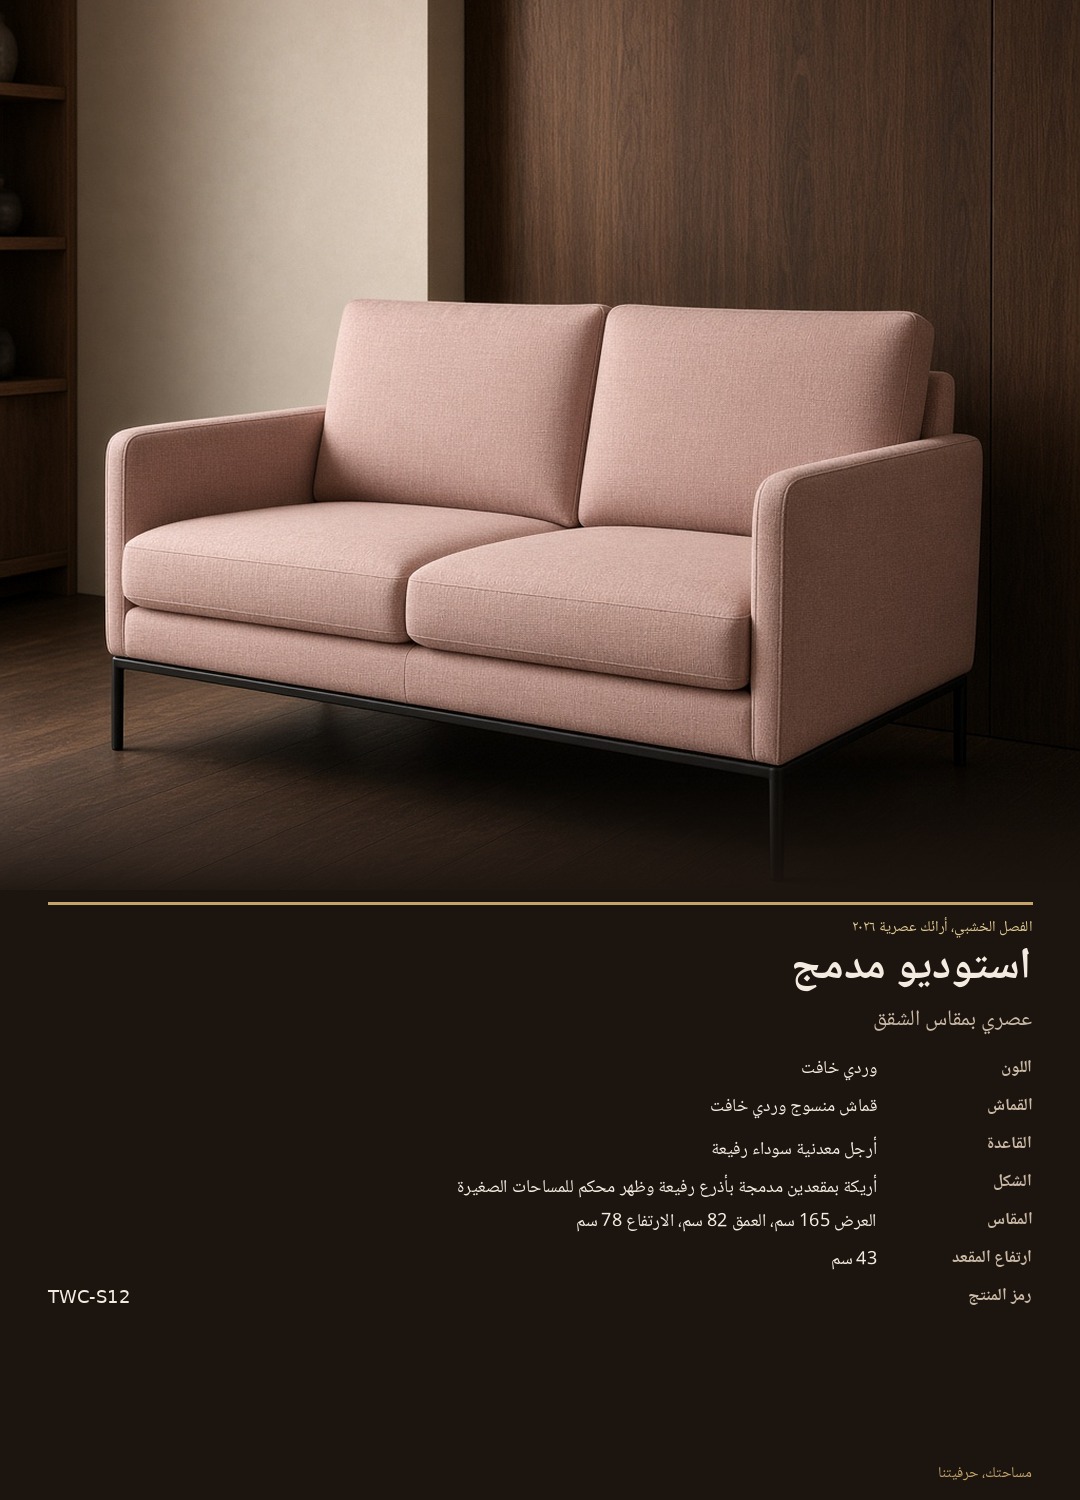 الفصل الخشبي، أرائك عصرية ٢٠٢٦
استوديو مدمج
عصري بمقاس الشقق
اللون وردي خافت
القماش قماش منسوج وردي خافت
القاعدة أرجل معدنية سوداء رفيعة
الشكل أريكة بمقعدين مدمجة بأذرع رفيعة وظهر محكم للمساحات الصغيرة
المقاس العرض 165 سم، العمق 82 سم، الارتفاع 78 سم
ارتفاع المقعد 43 سم
رمز المنتج TWC-S12
مساحتك، حرفيتنا